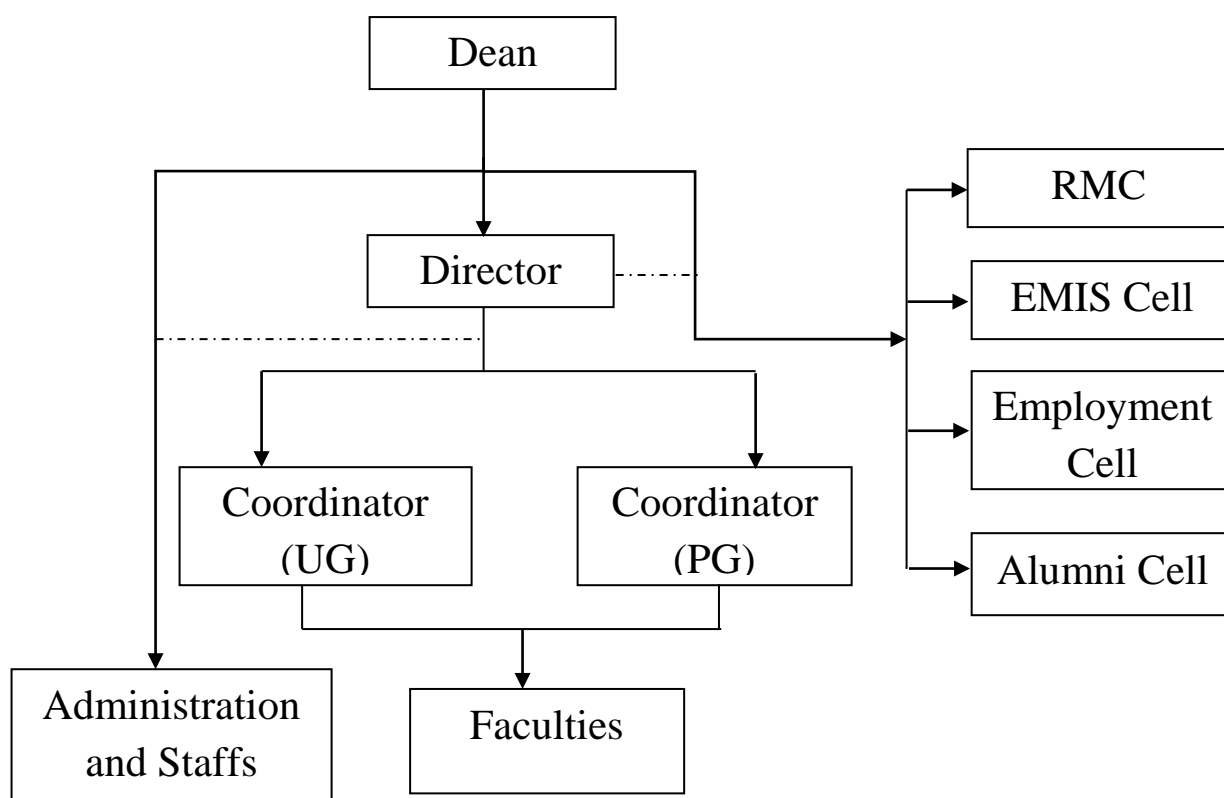 Dean
RMC
Director
EMIS Cell
Employment
Cell
Coordinator
(UG)
Coordinator
(PG)
Alumni Cell
Administration
and Staffs
Faculties